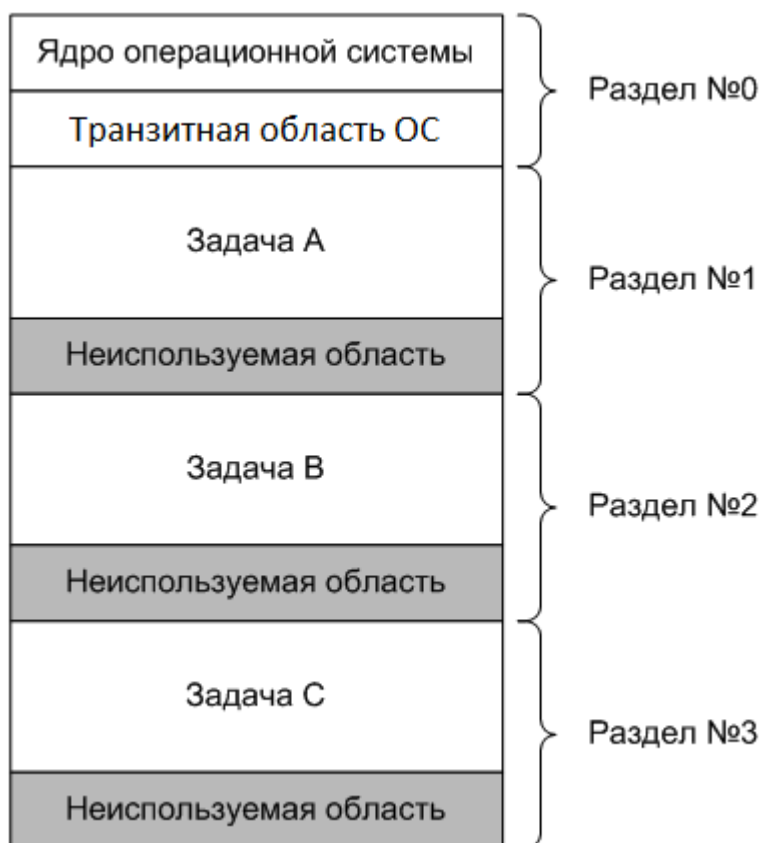 Ядро операционной системы
Раздел №0
Транзитная область ОС
Задача А
Раздел №1
Неиспользуемая область
Задача В
Раздел №2
Неиспользуемая область
Задача С
Раздел №3
Неиспользуемая область